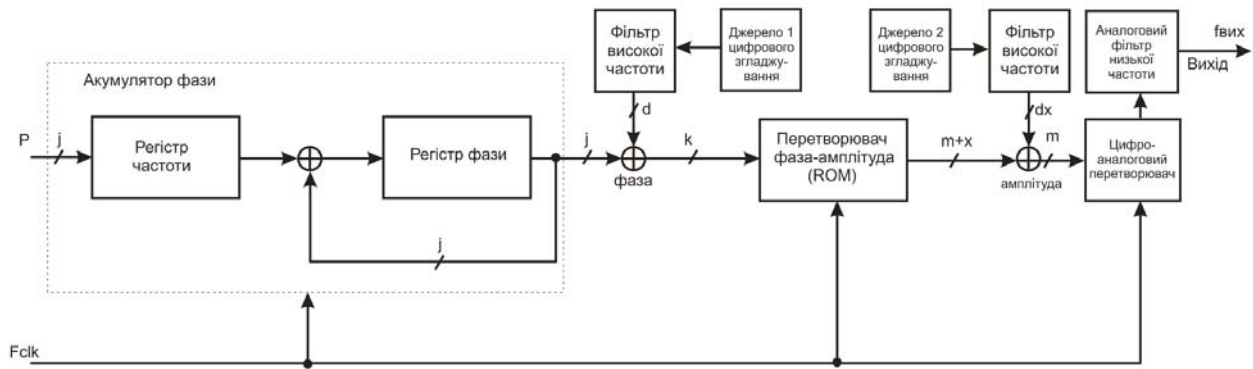 Акумулятор фази
P
j
Регістр
частоти
Регістр фази
j
j
Фільтр
високої
частоти
Джерело 1
цифрового
згладжу-
вання
d
фаза
k
Перетворювач
фаза-амплітуда
(ROM)
m+x
Джерело 2
цифрового
згладжу-
вання
Фільтр
високої
частоти
dx
m
амплітуда
Аналоговий
фільтр
низької
частоти
fвих
Вихід
Цифро-
аналоговий
перетворювач
Fclk